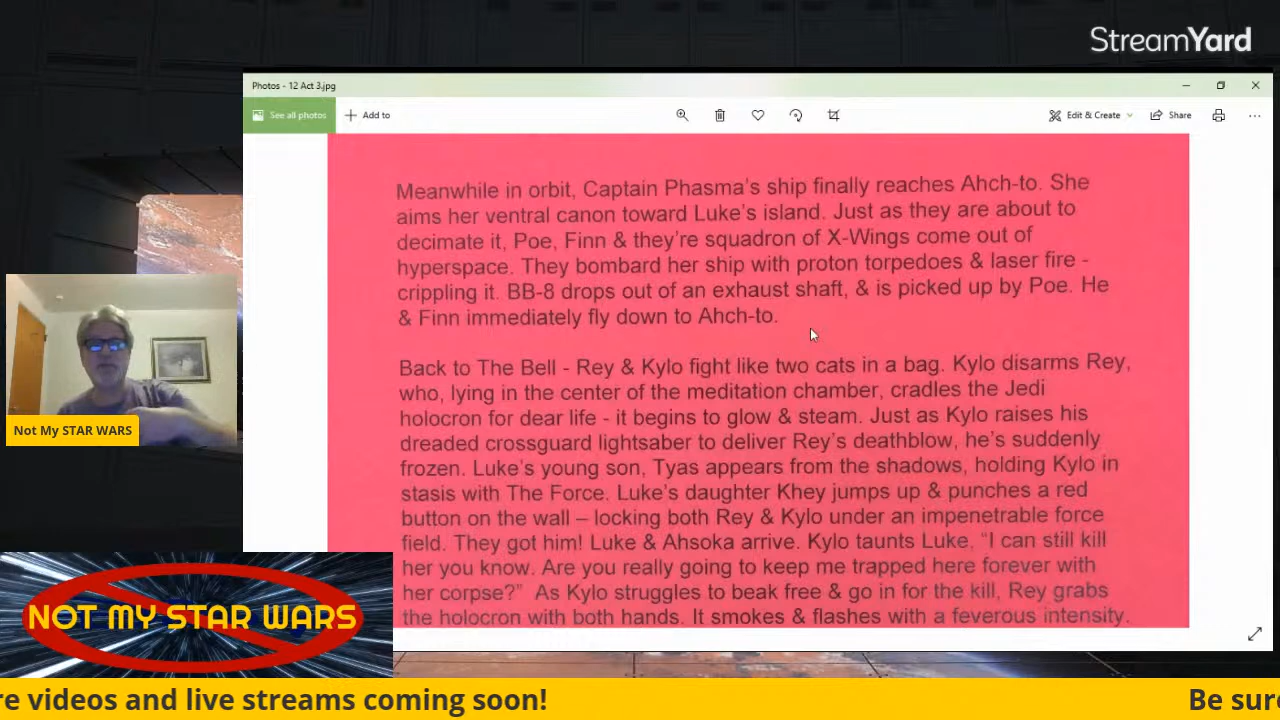 StreamYard
Photos - 12 Act 3.jpg
See all photos
Add to
Edit & Create
Share
Meanwhile in orbit, Captain Phasma's ship finally reaches Ahch-to. She
aims her ventral canon toward Luke's island. Just as they are about to
decimate it, Poe, Finn & they're squadron of X-Wings come out of
hyperspace. They bombard her ship with proton torpedoes & laser fire -
crippling it. BB-8 drops out of an exhaust shaft, & is picked up by Poe. He
& Finn immediately fly down to Ahch-to.
Back to The Bell - Rey & Kylo fight like two cats in a bag. Kylo disarms Rey,
who, lying in the center of the meditation chamber, cradles the Jedi
holocron for dear life - it begins to glow & steam. Just as Kylo raises his
dreaded crossguard lightsaber to deliver Rey's deathblow, he's suddenly
frozen. Luke's young son, Tyas appears from the shadows, holding Kylo in
stasis with The Force. Luke's daughter Khey jumps up & punches a red
button on the wall – locking both Rey & Kylo under an impenetrable force
field. They got him! Luke & Ahsoka arrive. Kylo taunts Luke, "I can still kill
her you know. Are you really going to keep me trapped here forever with
her corpse?" As Kylo struggles to beak free & go in for the kill, Rey grabs
the holocron with both hands. It smokes & flashes with a feverous intensity.
Not My STAR WARS
NOT MY STAR WARS
re videos and live streams coming soon!
Be sure